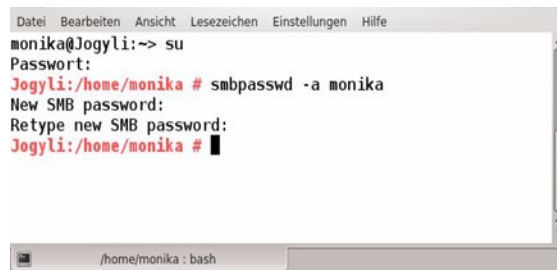 Datei Bearbeiten Ansicht Lesezeichen Einstellungen Hilfe
monika@Jogyli:~> su
Passwort:
Jogyli:/home/monika # smbpasswd -a monika
New SMB password:
Retype new SMB password:
Jogyli:/home/monika #
/home/monika : bash